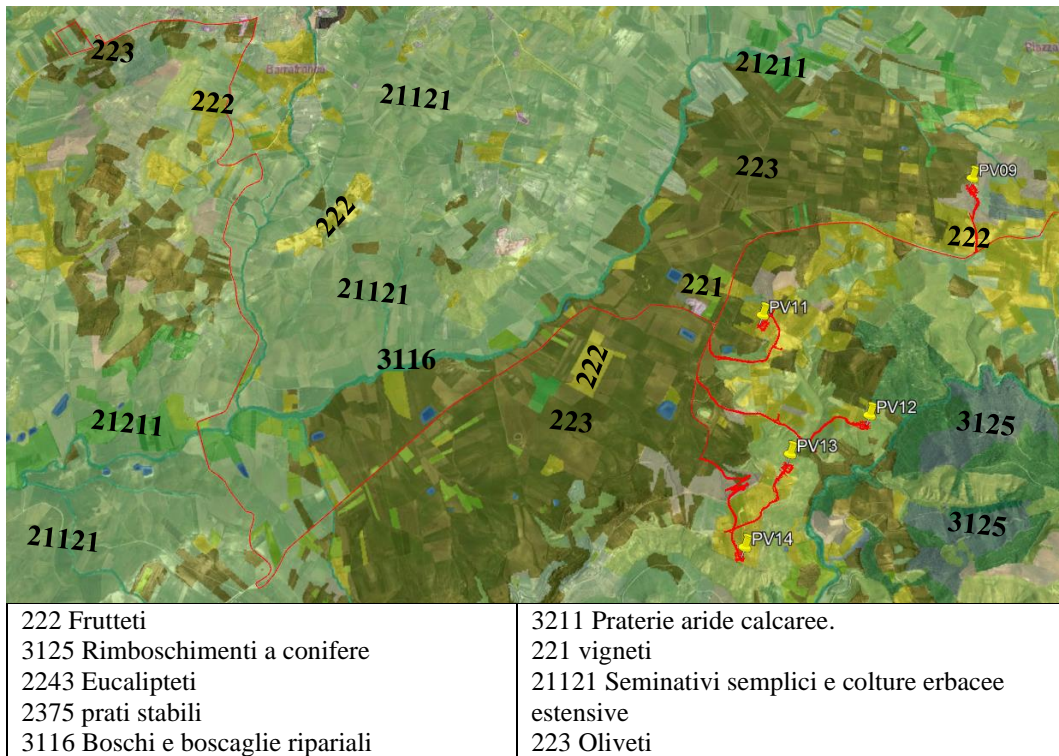 223
Barrafranca
21211
Piazza
222
21121
223
PV09
222
222
21121
221
PV11
3116
222
21211
223
PV12
3125
PV13
21121
3125
PV14
222 Frutteti
3125 Rimboschimenti a conifere
2243 Eucalipteti
2375 prati stabili
3116 Boschi e boscaglie ripariali
3211 Praterie aride calcaree.
221 vigneti
21121 Seminativi semplici e colture erbacee
estensive
223 Oliveti